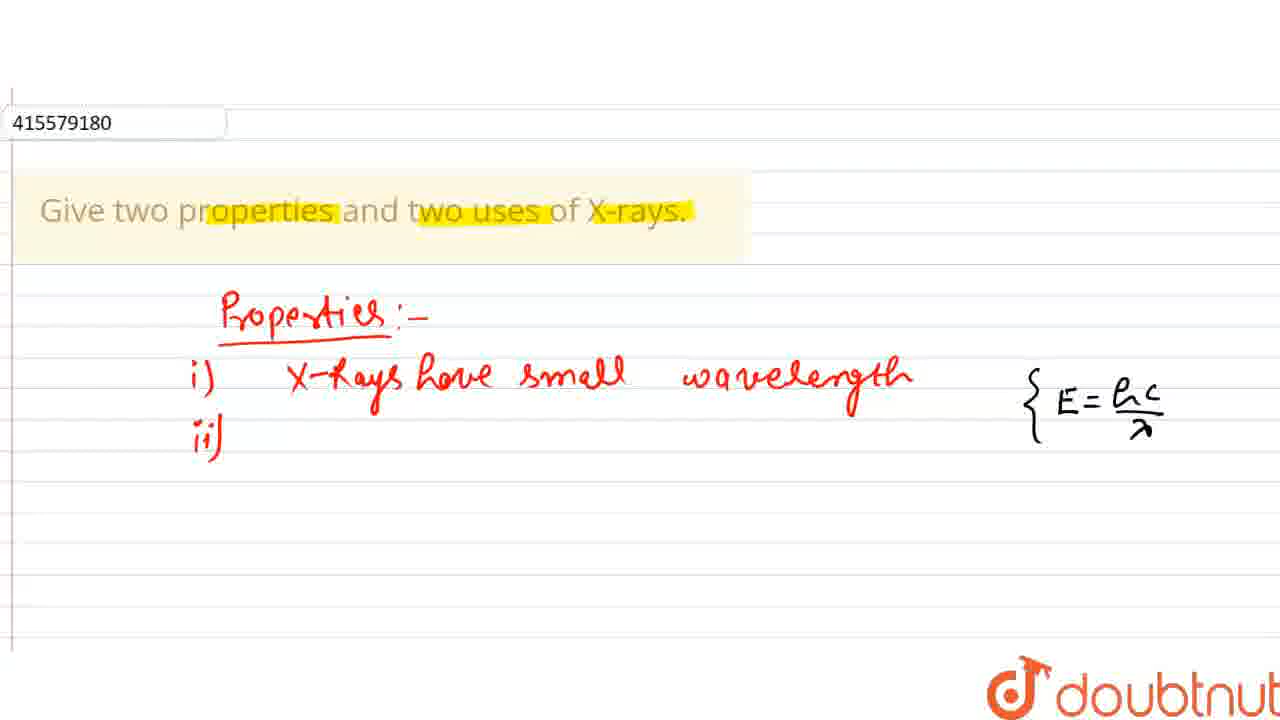 415579180
Give two properties and two uses of X-rays.
Properties :-
i) X-Rays have small wavelength
{ E = hc/λ
ii)
doubtnut